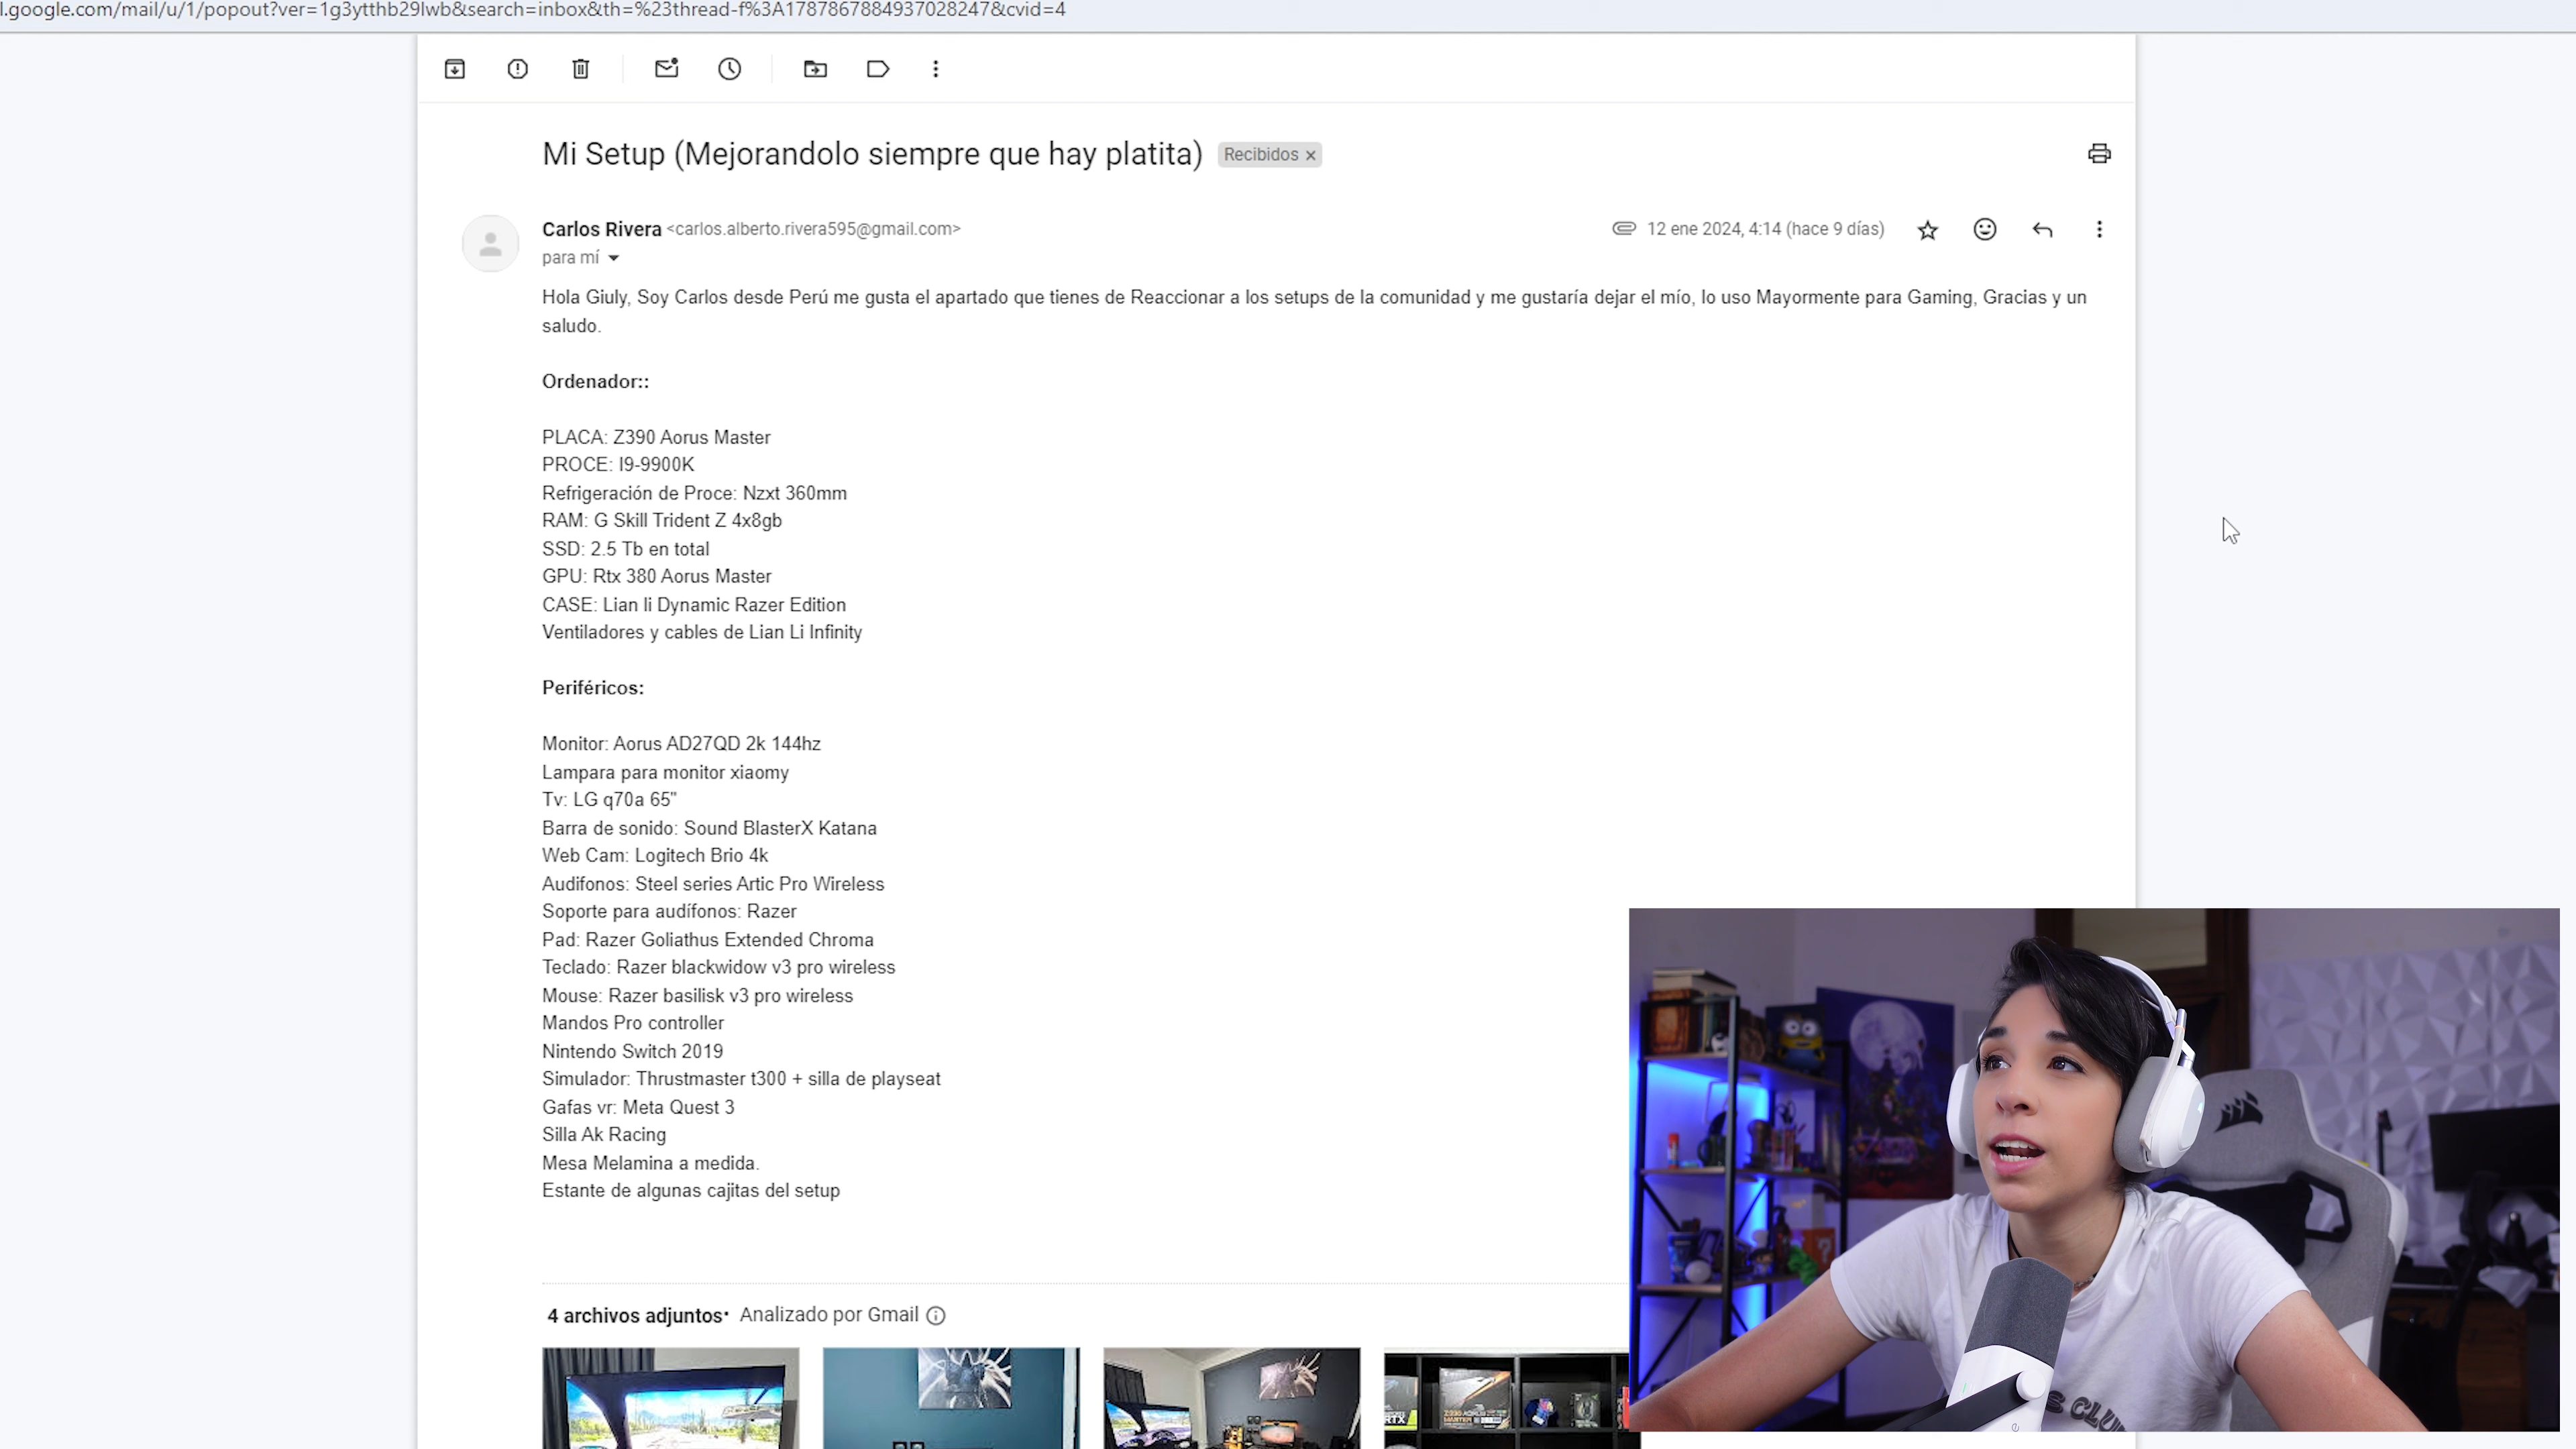 l.google.com/mail/u/1/popout?ver=1g3ytthb29lwb&search=inbox&th=%23thread-f%3A1787867884937028247&cvid=4
Mi Setup (Mejorandolo siempre que hay platita) Recibidos ×
Carlos Rivera <carlos.alberto.rivera595@gmail.com>
12 ene 2024, 4:14 (hace 9 días)
para mí
Hola Giuly, Soy Carlos desde Perú me gusta el apartado que tienes de Reaccionar a los setups de la comunidad y me gustaría dejar el mío, lo uso Mayormente para Gaming, Gracias y un
saludo.
Ordenador::
PLACA: Z390 Aorus Master
PROCE: I9-9900K
Refrigeración de Proce: Nzxt 360mm
RAM: G Skill Trident Z 4x8gb
SSD: 2.5 Tb en total
GPU: Rtx 380 Aorus Master
CASE: Lian li Dynamic Razer Edition
Ventiladores y cables de Lian Li Infinity
Periféricos:
Monitor: Aorus AD27QD 2k 144hz
Lampara para monitor xiaomy
Tv: LG q70a 65"
Barra de sonido: Sound BlasterX Katana
Web Cam: Logitech Brio 4k
Audifonos: Steel series Artic Pro Wireless
Soporte para audífonos: Razer
Pad: Razer Goliathus Extended Chroma
Teclado: Razer blackwidow v3 pro wireless
Mouse: Razer basilisk v3 pro wireless
Mandos Pro controller
Nintendo Switch 2019
Simulador: Thrustmaster t300 + silla de playseat
Gafas vr: Meta Quest 3
Silla Ak Racing
Mesa Melamina a medida.
Estante de algunas cajitas del setup
4 archivos adjuntos• Analizado por Gmail
RTX
Z390 AORUS
MASTER